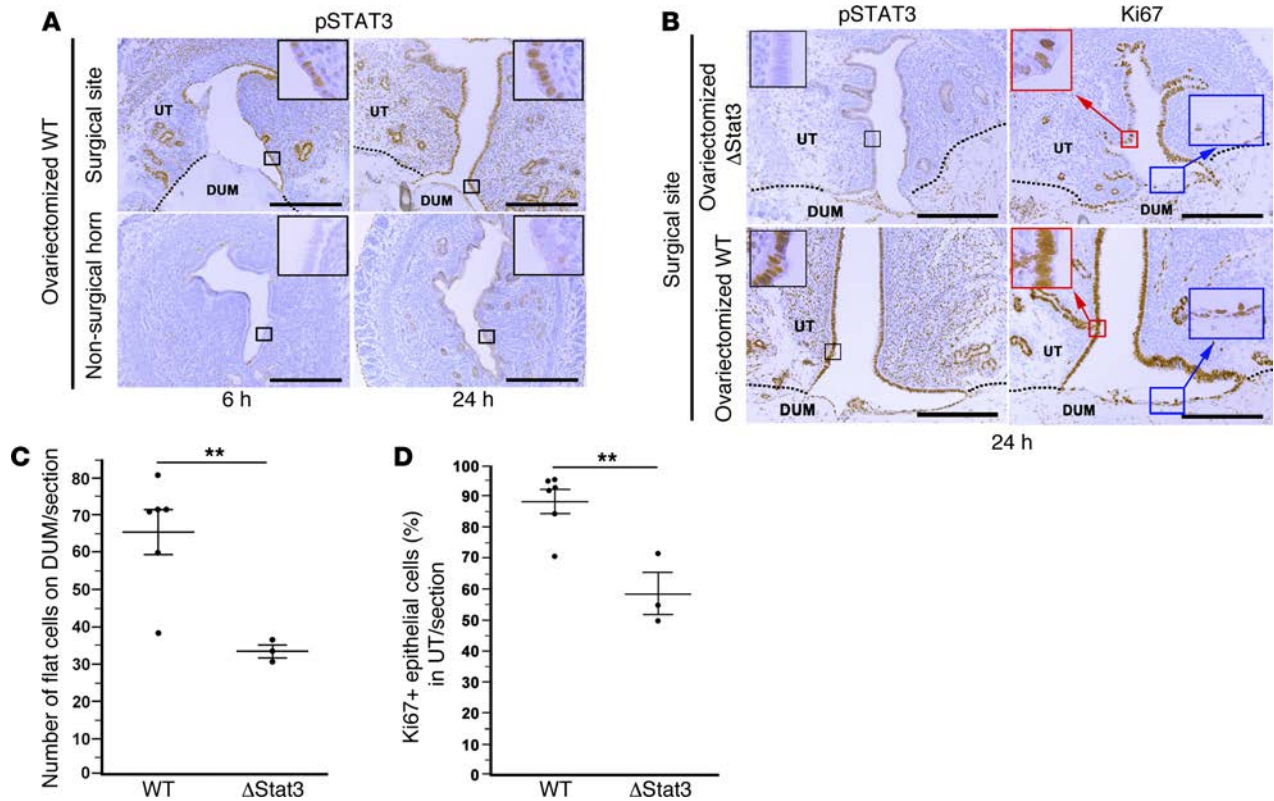 A
pSTAT3
Ovariectomized WT
Surgical site
Non-surgical horn
UT
DUM
UT
DUM
6 h
24 h
B
pSTAT3
Ki67
Surgical site
Ovariectomized
ΔStat3
Ovariectomized WT
UT
DUM
UT
DUM
UT
DUM
UT
DUM
24 h
C
Number of flat cells on DUM/section
80
70
60
50
40
30
20
10
0
**
WT
ΔStat3
D
Ki67+ epithelial cells (%)
in UT/section
100
90
80
70
60
50
40
30
20
10
0
**
WT
ΔStat3